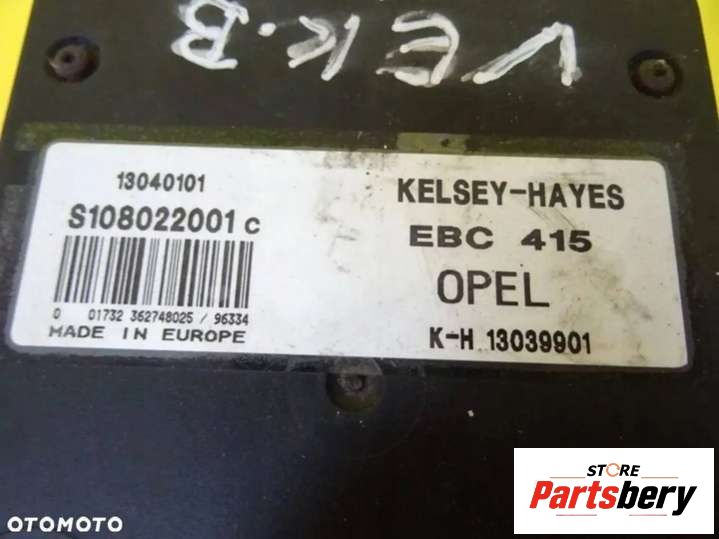 VEK.B
13040101
S108022001 c
0 01732 362748025 / 96334
MADE IN EUROPE
KELSEY-HAYES
EBC 415
OPEL
K-H 13039901
OTOMOTO
STORE
Partsbery